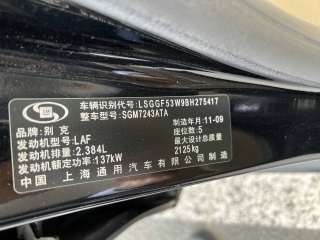 车辆识别代号:LSGGF53W9BH275417
整车型号:SGM7243ATA
品牌:别克
制造年月:11-09
发动机型号:LAF
座位数:5
发动机排量:2.384L
最大设计总质量
发动机额定功率:137kW
2125kg
中国 上海通用汽车有限公司制造